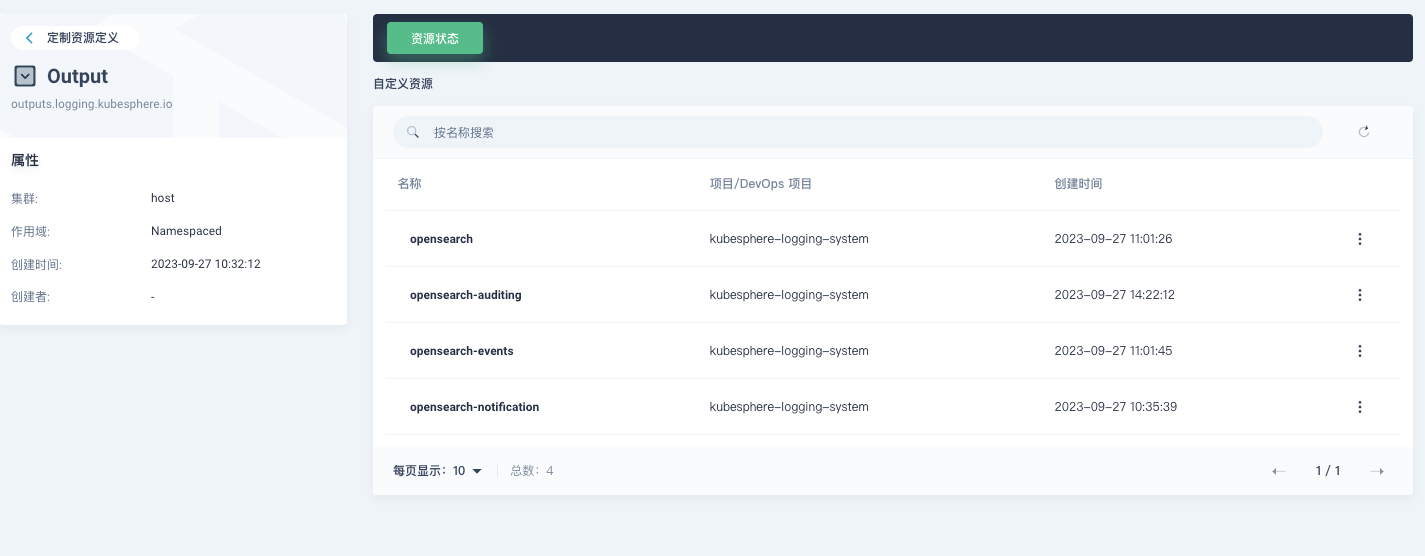 定制资源定义
Output
outputs.logging.kubesphere.io
属性
集群: host
作用域: Namespaced
创建时间: 2023-09-27 10:32:12
创建者: -
资源状态
自定义资源
按名称搜索
名称 项目/DevOps 项目 创建时间
opensearch kubesphere-logging-system 2023-09-27 11:01:26
opensearch-auditing kubesphere-logging-system 2023-09-27 14:22:12
opensearch-events kubesphere-logging-system 2023-09-27 11:01:45
opensearch-notification kubesphere-logging-system 2023-09-27 10:35:39
每页显示: 10 总数: 4 1 / 1